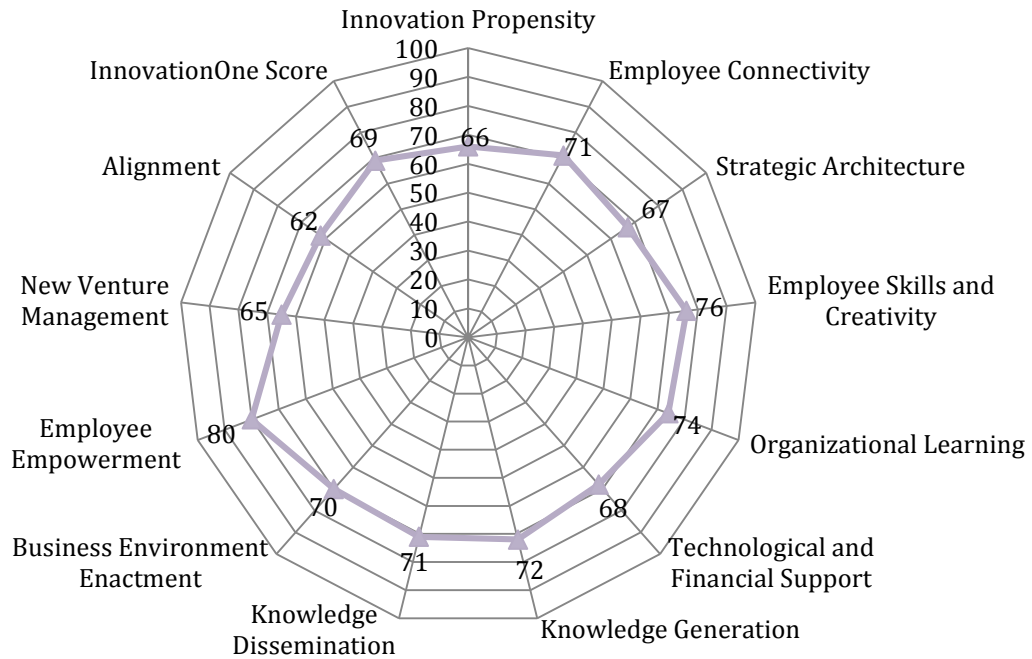 Innovation Propensity
100
90
80
70
60
50
40
30
20
10
0
Employee Connectivity
Strategic Architecture
Employee Skills and
Creativity
Organizational Learning
Technological and
Financial Support
Knowledge Generation
Knowledge
Dissemination
Business Environment
Enactment
Employee
Empowerment
New Venture
Management
Alignment
InnovationOne Score
66
71
67
76
74
68
72
71
70
80
65
62
69